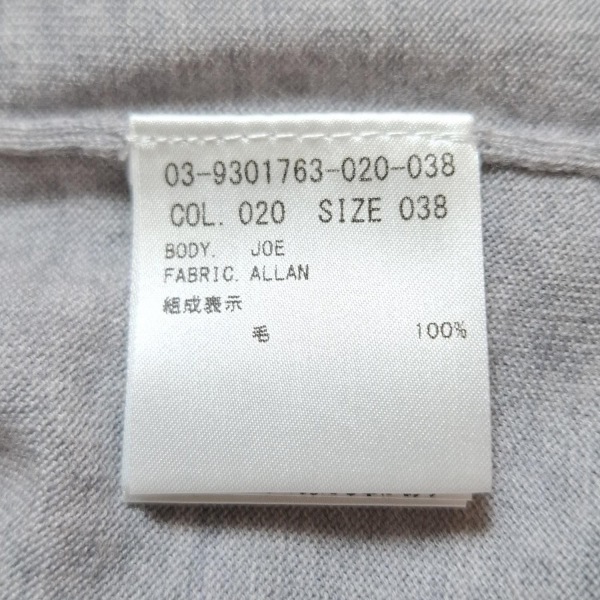 03-9301763-020-038
COL. 020 SIZE 038
BODY. JOE
FABRIC. ALLAN
組成表示
毛 100%